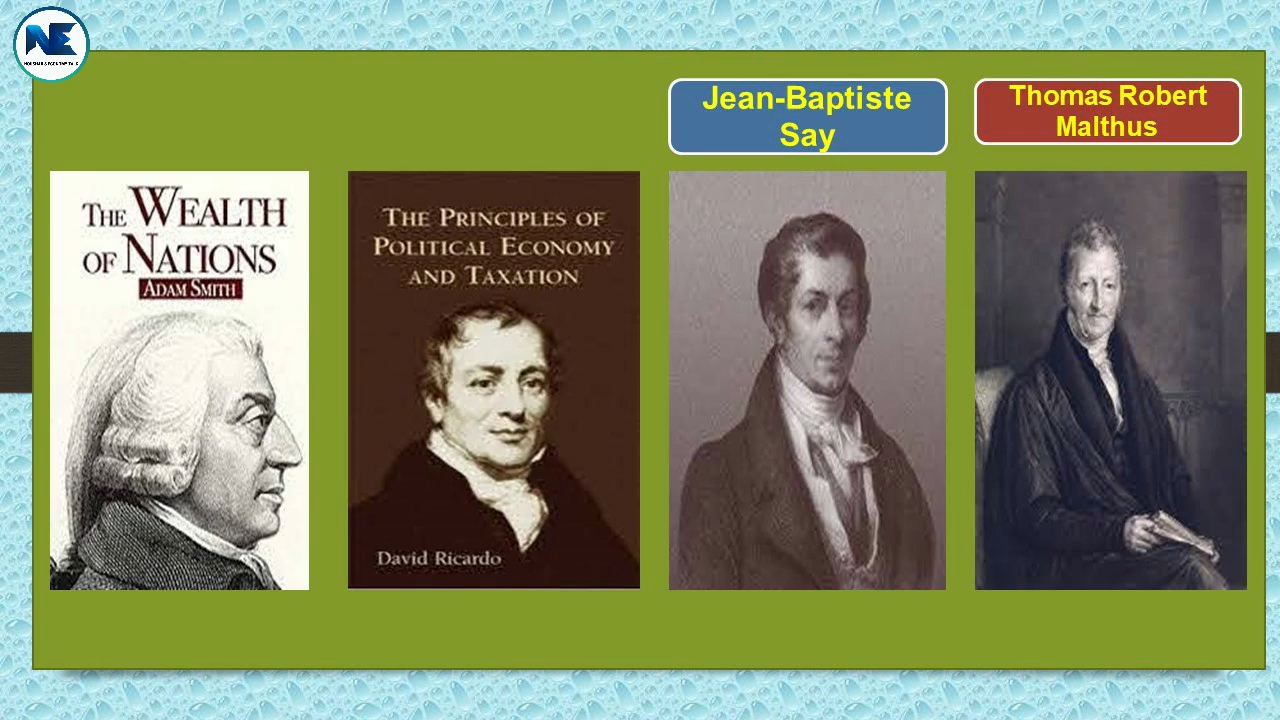 NE
Jean-Baptiste
Say
Thomas Robert
Malthus
THE WEALTH
OF NATIONS
ADAM SMITH
THE PRINCIPLES OF
POLITICAL ECONOMY
AND TAXATION
David Ricardo